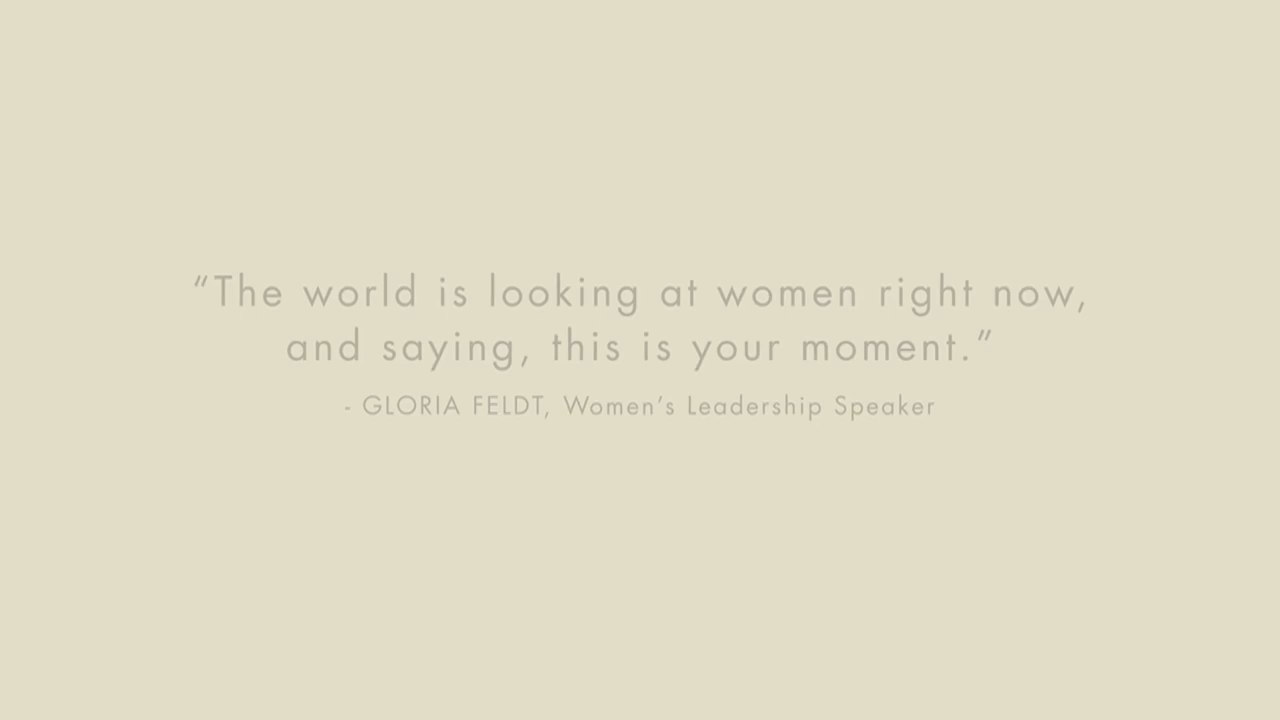 “The world is looking at women right now,
and saying, this is your moment.”
- GLORIA FELDT, Women’s Leadership Speaker